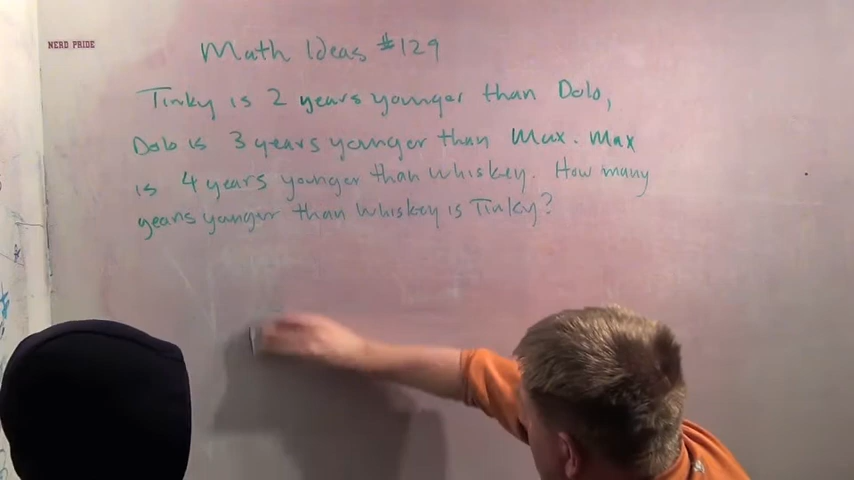 NERD PRIDE
Math Ideas #129
Tinky is 2 years younger than Dolo,
Dolo is 3 years younger than Max. Max
is 4 years younger than whiskey. How many
years younger than whiskey is Tinky?